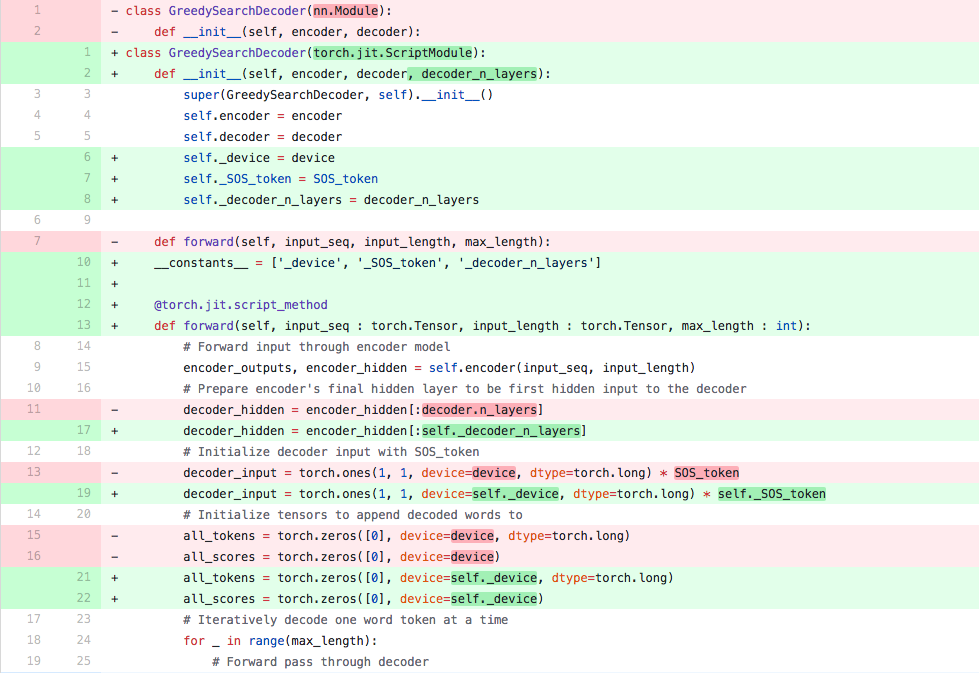 1 - class GreedySearchDecoder(nn.Module):
2 -     def __init__(self, encoder, decoder):
1 + class GreedySearchDecoder(torch.jit.ScriptModule):
2 +     def __init__(self, encoder, decoder, decoder_n_layers):
3 3         super(GreedySearchDecoder, self).__init__()
4 4         self.encoder = encoder
5 5         self.decoder = decoder
6 +         self._device = device
7 +         self._SOS_token = SOS_token
8 +         self._decoder_n_layers = decoder_n_layers
6 9
7 -     def forward(self, input_seq, input_length, max_length):
10 +     __constants__ = ['_device', '_SOS_token', '_decoder_n_layers']
11 +
12 +     @torch.jit.script_method
13 +     def forward(self, input_seq : torch.Tensor, input_length : torch.Tensor, max_length : int):
8 14         # Forward input through encoder model
9 15         encoder_outputs, encoder_hidden = self.encoder(input_seq, input_length)
10 16         # Prepare encoder's final hidden layer to be first hidden input to the decoder
11 -         decoder_hidden = encoder_hidden[:decoder.n_layers]
17 +         decoder_hidden = encoder_hidden[:self._decoder_n_layers]
12 18         # Initialize decoder input with SOS_token
13 -         decoder_input = torch.ones(1, 1, device=device, dtype=torch.long) * SOS_token
19 +         decoder_input = torch.ones(1, 1, device=self._device, dtype=torch.long) * self._SOS_token
14 20         # Initialize tensors to append decoded words to
15 -         all_tokens = torch.zeros([0], device=device, dtype=torch.long)
16 -         all_scores = torch.zeros([0], device=device)
21 +         all_tokens = torch.zeros([0], device=self._device, dtype=torch.long)
22 +         all_scores = torch.zeros([0], device=self._device)
17 23         # Iteratively decode one word token at a time
18 24         for _ in range(max_length):
19 25             # Forward pass through decoder